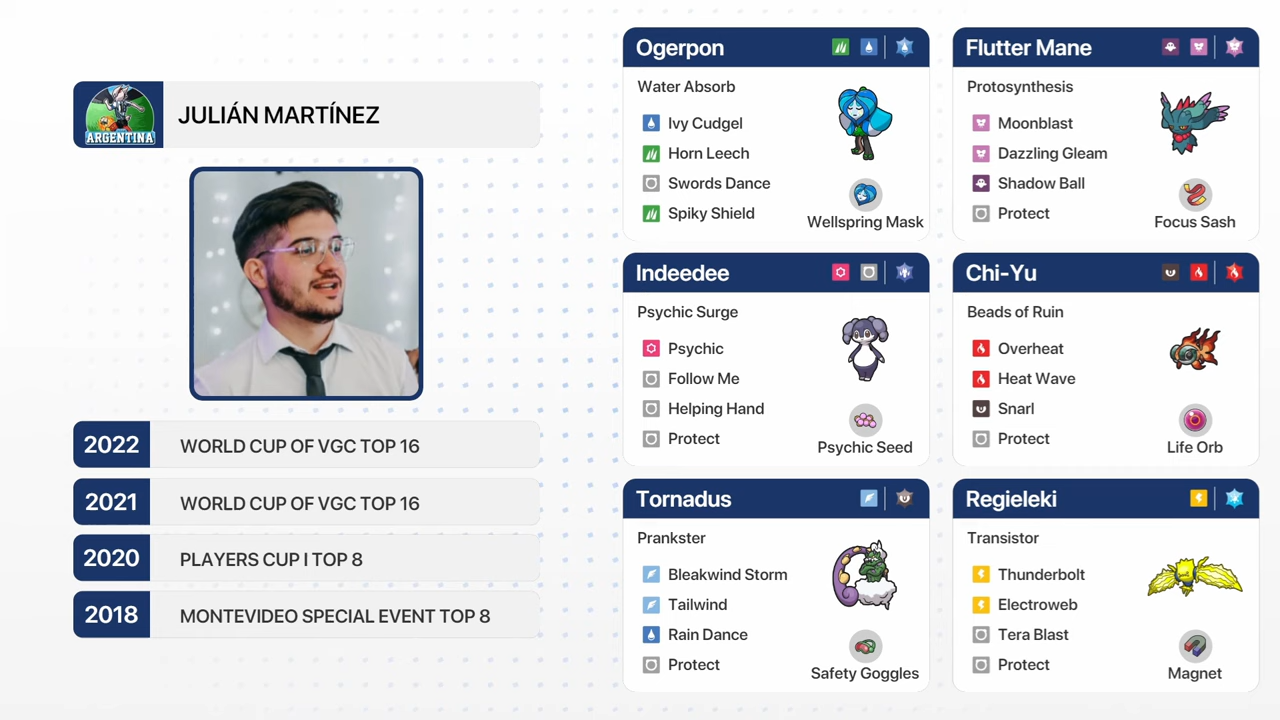 ARGENTINA
JULIÁN MARTÍNEZ
2022 WORLD CUP OF VGC TOP 16
2021 WORLD CUP OF VGC TOP 16
2020 PLAYERS CUP I TOP 8
2018 MONTEVIDEO SPECIAL EVENT TOP 8
Ogerpon
Water Absorb
Ivy Cudgel
Horn Leech
Swords Dance
Spiky Shield
Wellspring Mask
Flutter Mane
Protosynthesis
Moonblast
Dazzling Gleam
Shadow Ball
Protect
Focus Sash
Indeedee
Psychic Surge
Psychic
Follow Me
Helping Hand
Protect
Psychic Seed
Chi-Yu
Beads of Ruin
Overheat
Heat Wave
Snarl
Protect
Life Orb
Tornadus
Prankster
Bleakwind Storm
Tailwind
Rain Dance
Protect
Safety Goggles
Regieleki
Transistor
Thunderbolt
Electroweb
Tera Blast
Protect
Magnet